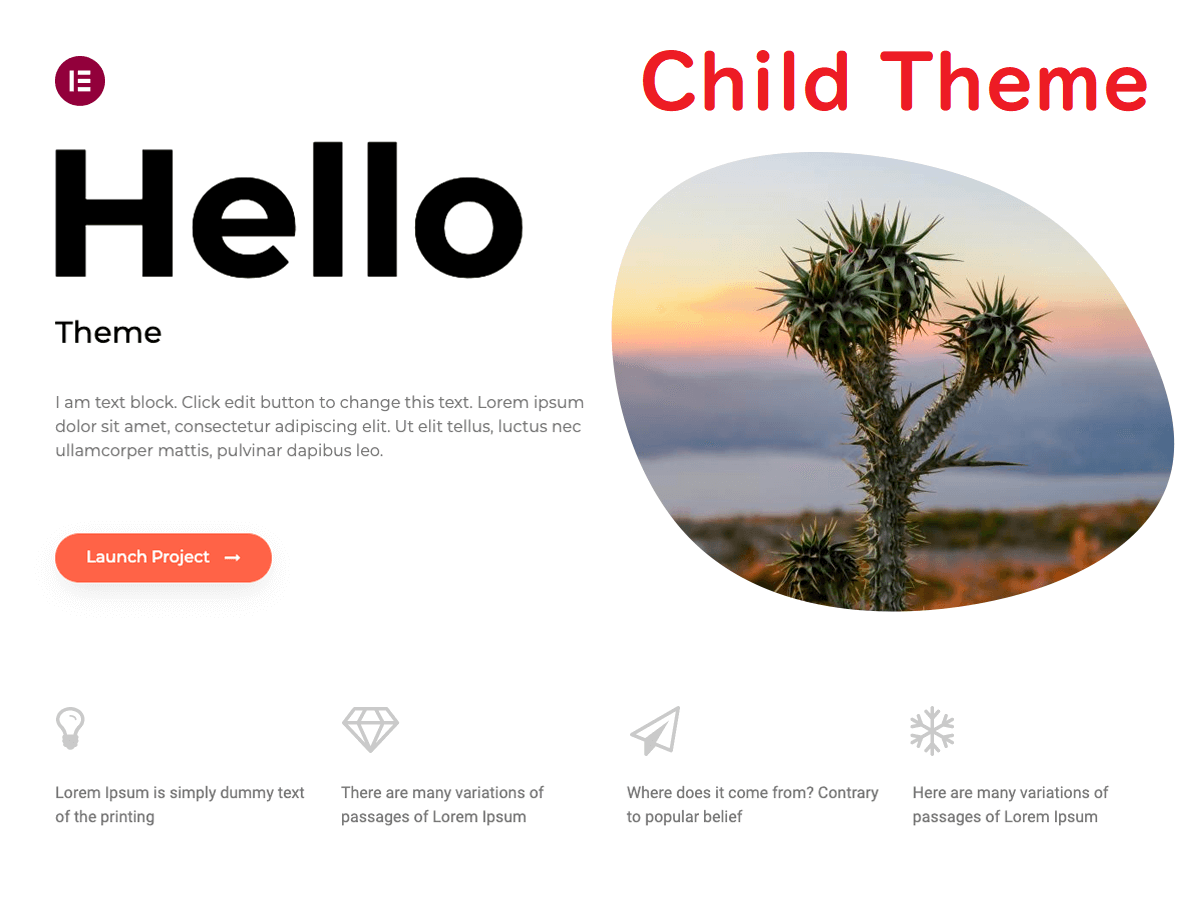 Child Theme
Hello
Theme
I am text block. Click edit button to change this text. Lorem ipsum
dolor sit amet, consectetur adipiscing elit. Ut elit tellus, luctus nec
ullamcorper mattis, pulvinar dapibus leo.
Launch Project →
Lorem Ipsum is simply dummy text
of the printing
There are many variations of
passages of Lorem Ipsum
Where does it come from? Contrary
to popular belief
Here are many variations of
passages of Lorem Ipsum